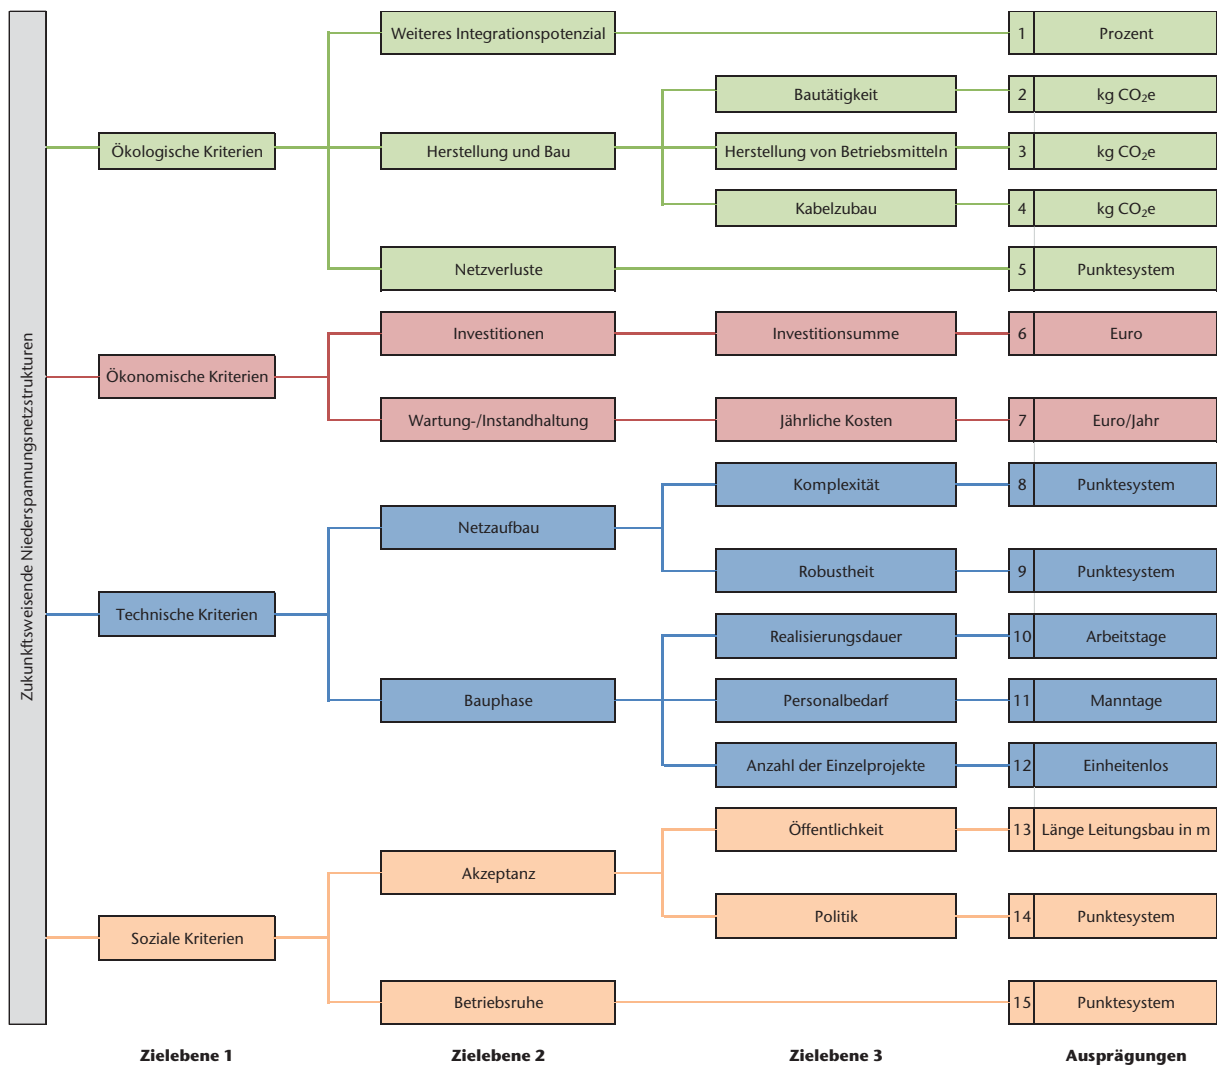 Zukunftsweisende Niederspannungsnetzstrukturen
Weiteres Integrationspotenzial
1 Prozent
Bautätigkeit
2 kg CO₂e
Ökologische Kriterien
Herstellung und Bau
Herstellung von Betriebsmitteln
3 kg CO₂e
Kabelzubau
4 kg CO₂e
Netzverluste
5 Punktesystem
Investitionen
Investitionsumme
6 Euro
Ökonomische Kriterien
Wartung-/Instandhaltung
Jährliche Kosten
7 Euro/Jahr
Komplexität
8 Punktesystem
Netzaufbau
Robustheit
9 Punktesystem
Technische Kriterien
Realisierungsdauer
10 Arbeitstage
Bauphase
Personalbedarf
11 Manntage
Anzahl der Einzelprojekte
12 Einheitenlos
Öffentlichkeit
13 Länge Leitungsbau in m
Akzeptanz
Politik
14 Punktesystem
Soziale Kriterien
Betriebsruhe
15 Punktesystem
Zielebene 1
Zielebene 2
Zielebene 3
Ausprägungen